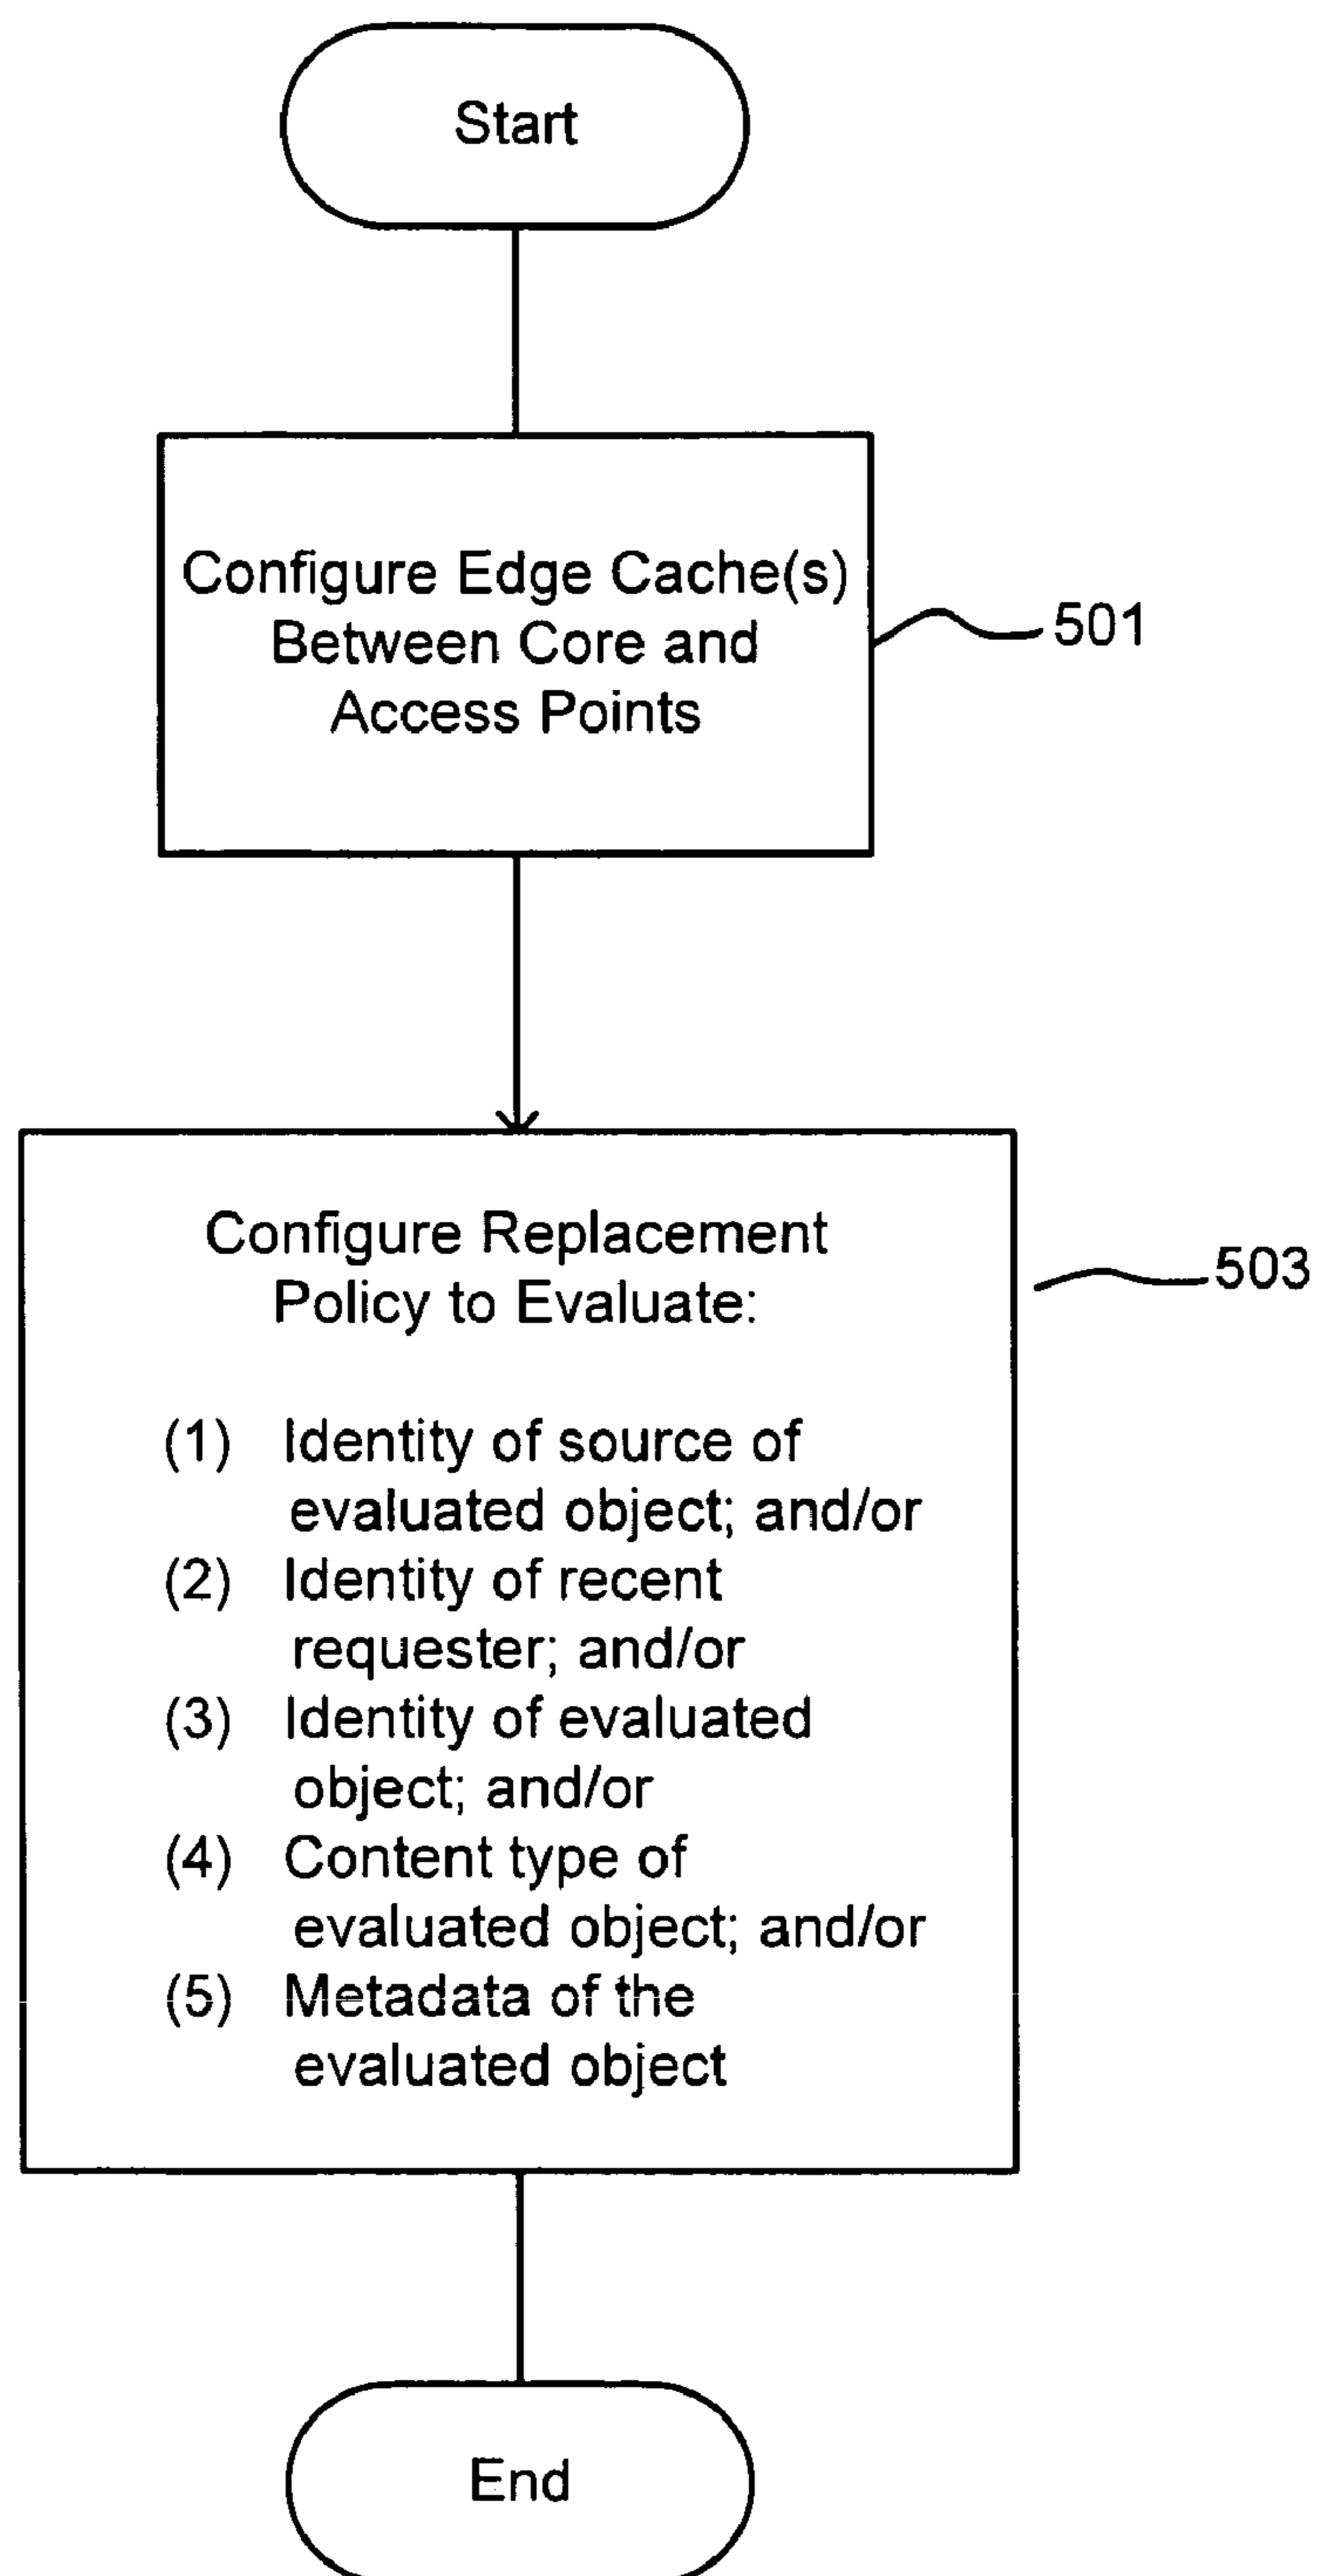 Start
Configure Edge Cache(s)
Between Core and
Access Points
501
Configure Replacement
Policy to Evaluate:
503
(1) Identity of source of
evaluated object; and/or
(2) Identity of recent
requester; and/or
(3) Identity of evaluated
object; and/or
(4) Content type of
evaluated object; and/or
(5) Metadata of the
evaluated object
End